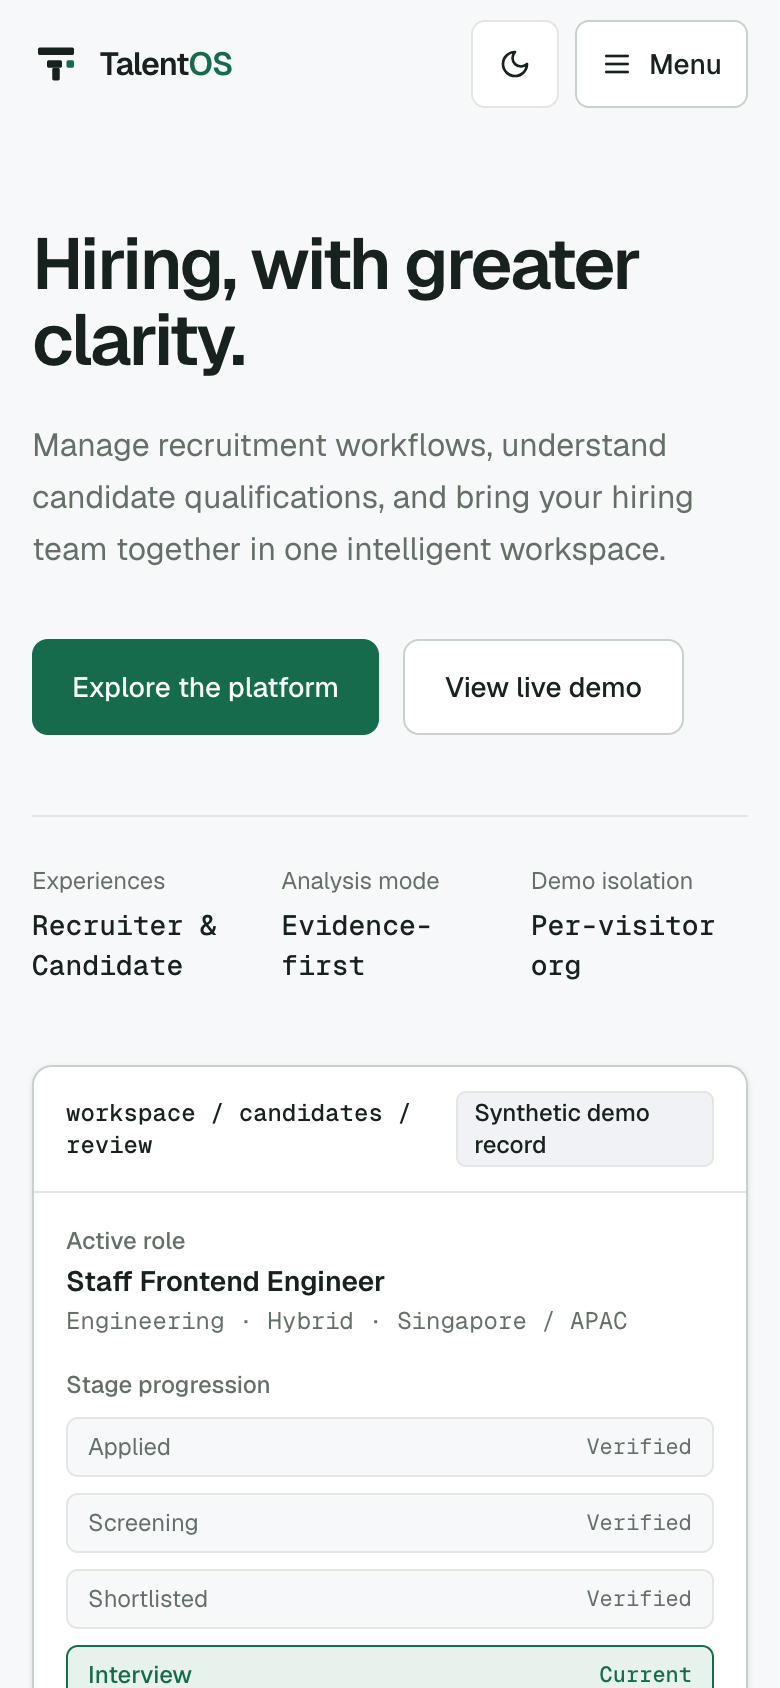 TalentOS
Menu
Hiring, with greater
clarity.
Manage recruitment workflows, understand
candidate qualifications, and bring your hiring
team together in one intelligent workspace.
Explore the platform
View live demo
Experiences
Recruiter &
Candidate
Analysis mode
Evidence-
first
Demo isolation
Per-visitor
org
workspace / candidates /
review
Synthetic demo
record
Active role
Staff Frontend Engineer
Engineering · Hybrid · Singapore / APAC
Stage progression
Applied Verified
Screening Verified
Shortlisted Verified
Interview Current